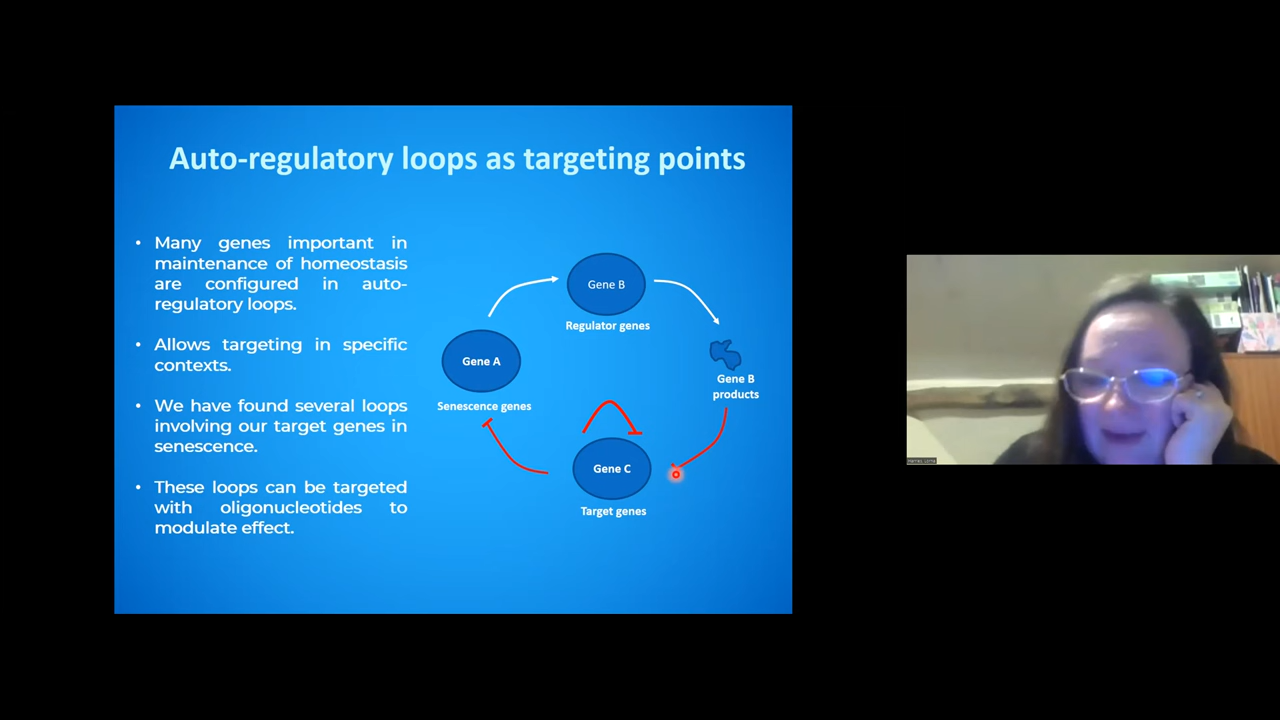 Auto-regulatory loops as targeting points
• Many genes important in
maintenance of homeostasis
are configured in auto-
regulatory loops.
• Allows targeting in specific
contexts.
• We have found several loops
involving our target genes in
senescence.
• These loops can be targeted
with oligonucleotides to
modulate effect.
Gene B
Regulator genes
Gene A
Senescence genes
Gene B
products
Gene C
Target genes
Harries, Lorna